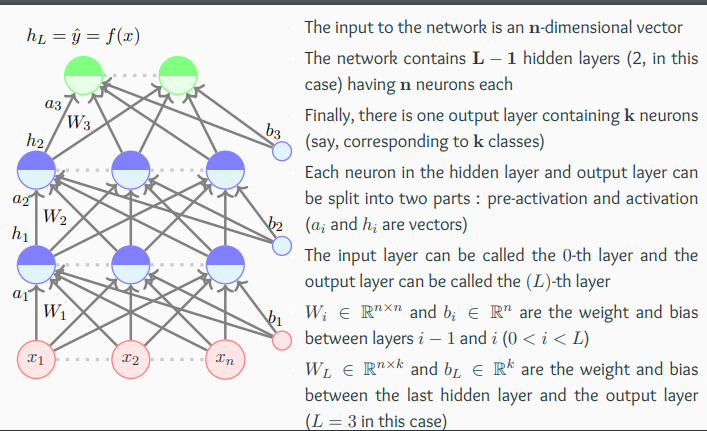 h_L = ŷ = f(x)
a_3
W_3
h_2
b_3
a_2
W_2
h_1
b_2
a_1
W_1
b_1
x_1 x_2 x_n
The input to the network is an n-dimensional vector
The network contains L − 1 hidden layers (2, in this
case) having n neurons each
Finally, there is one output layer containing k neurons
(say, corresponding to k classes)
Each neuron in the hidden layer and output layer can
be split into two parts : pre-activation and activation
(a_i and h_i are vectors)
The input layer can be called the 0-th layer and the
output layer can be called the (L)-th layer
W_i ∈ ℝ^{n×n} and b_i ∈ ℝ^n are the weight and bias
between layers i − 1 and i (0 < i < L)
W_L ∈ ℝ^{n×k} and b_L ∈ ℝ^k are the weight and bias
between the last hidden layer and the output layer
(L = 3 in this case)